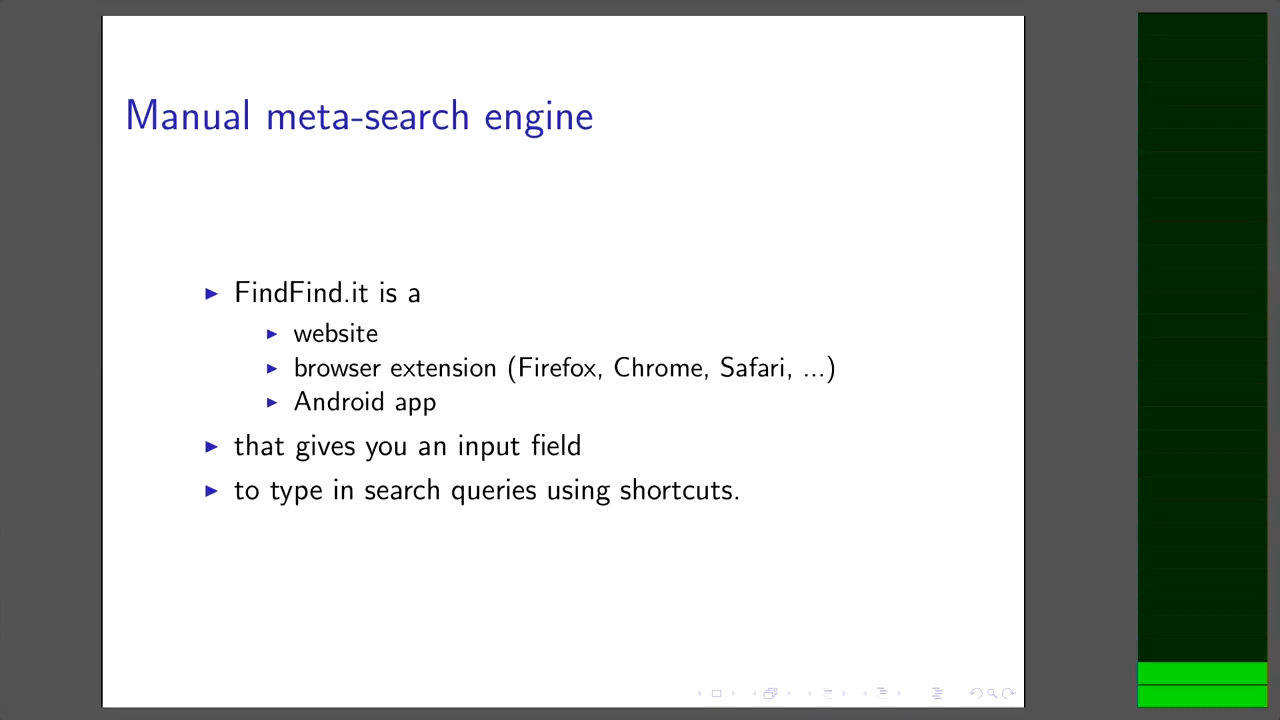 Manual meta-search engine
FindFind.it is a
website
browser extension (Firefox, Chrome, Safari, ...)
Android app
that gives you an input field
to type in search queries using shortcuts.